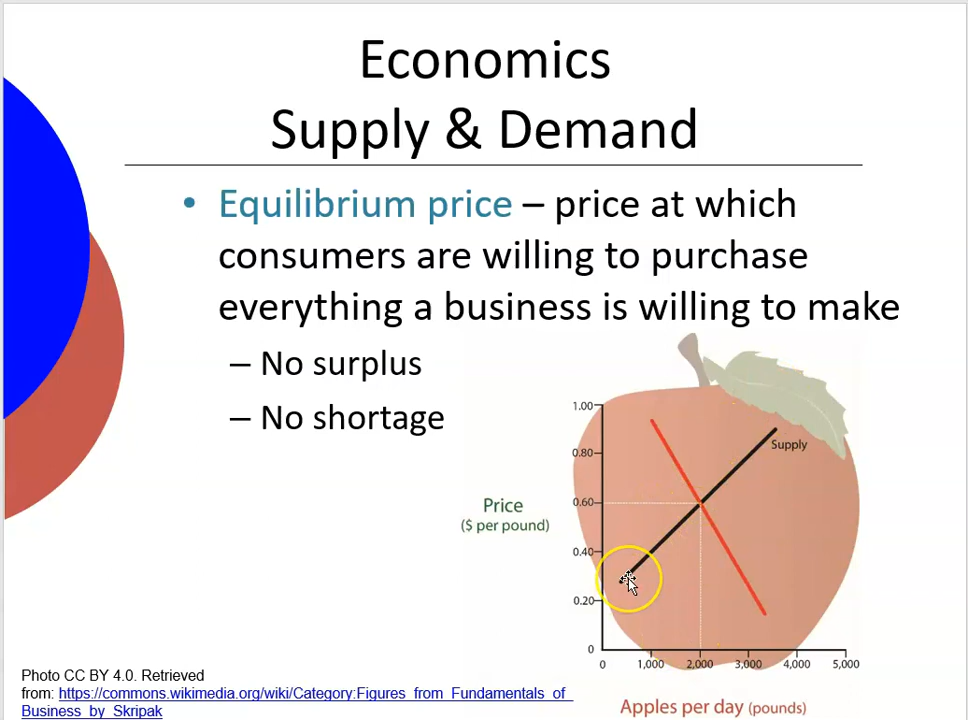 Economics
Supply & Demand
• Equilibrium price – price at which
consumers are willing to purchase
everything a business is willing to make
– No surplus
– No shortage
1.00
Supply
0.80
Price
($ per pound)
0.60
0.40
0.20
0
0 1,000 2,000 3,000 4,000 5,000
Apples per day (pounds)
Photo CC BY 4.0. Retrieved
from: https://commons.wikimedia.org/wiki/Category:Figures_from_Fundamentals_of_
Business_by_Skripak